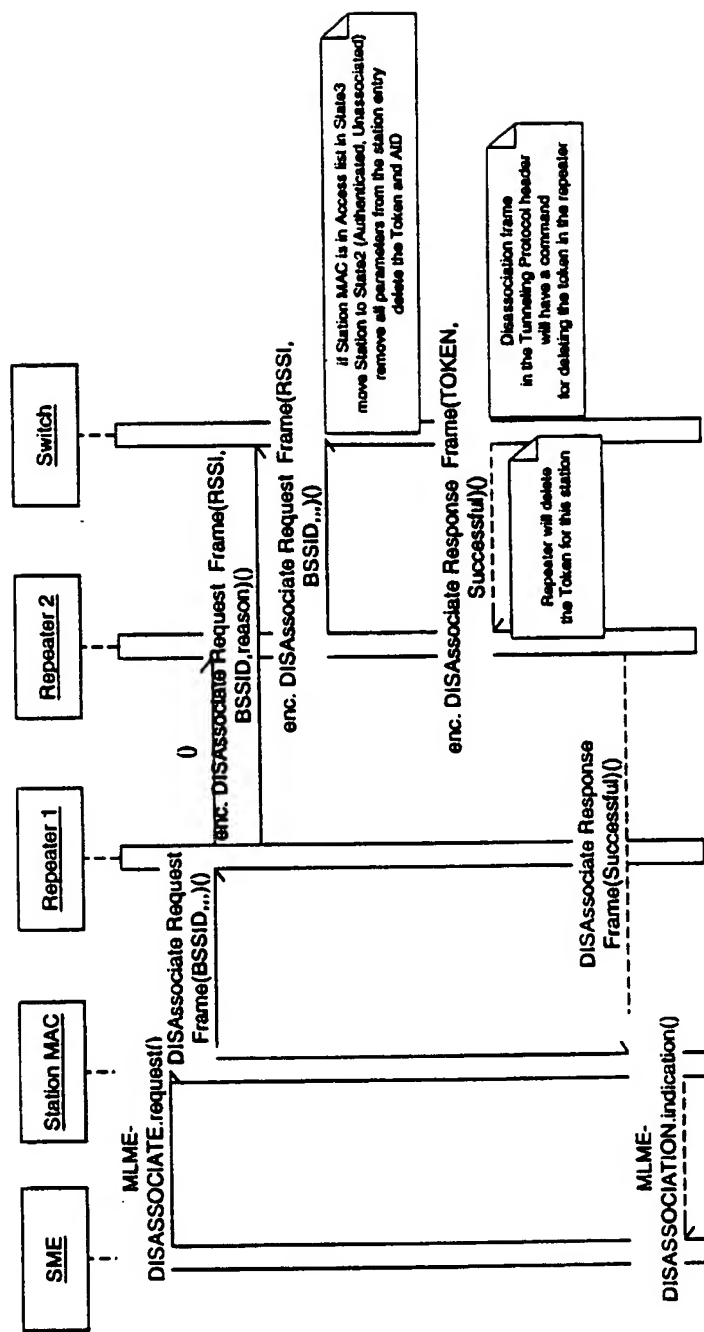 SME
Station MAC
Repeater 1
Repeater 2
Switch
MLME-
DISASSOCIATE.request()
DISAssociate Request
Frame(BSSID,,,)()
()
enc. DISAssociate Request Frame(RSSI,
BSSID,reason)()
enc. DISAssociate Request Frame(RSSI,
BSSID,,,)()
if Station MAC is in Access list in State3
move Station to State2 (Authenticated, Unassociated)
remove all parameters from the station entry
delete the Token and AID
enc. DISAssociate Response Frame(TOKEN,
Successful)()
Disassociation frame
in the Tunneling Protocol header
will have a command
for deleting the token in the repeater
Repeater will delete
the Token for this station
DISAssociate Response
Frame(Successful)()
MLME-
DISASSOCIATION.indication()